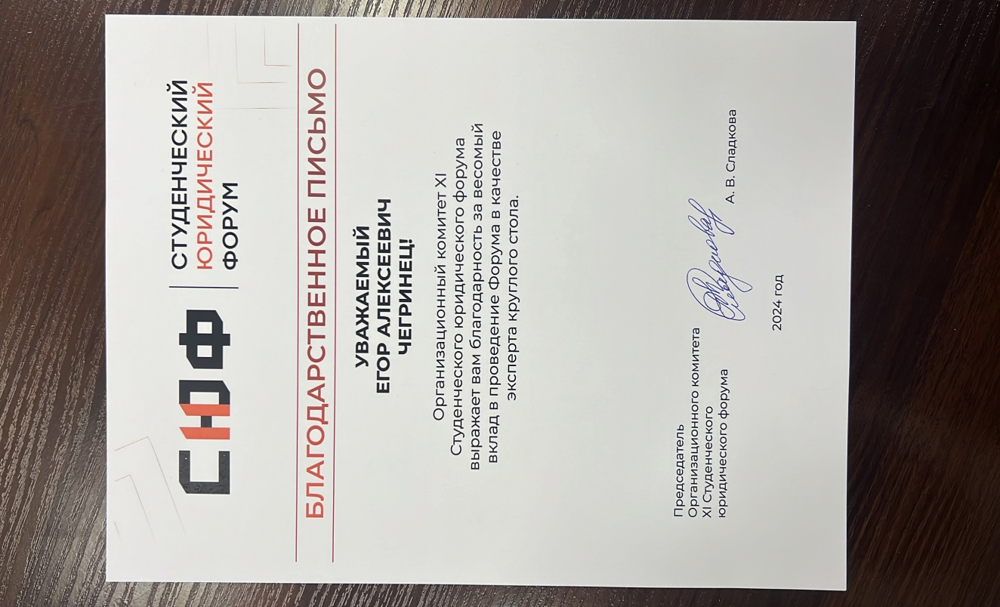 СЮФ
СТУДЕНЧЕСКИЙ
ЮРИДИЧЕСКИЙ
ФОРУМ
БЛАГОДАРСТВЕННОЕ ПИСЬМО
УВАЖАЕМЫЙ
ЕГОР АЛЕКСЕЕВИЧ
ЧЕГРИНЕЦ!
Организационный комитет XI
Студенческого юридического форума
выражает вам благодарность за весомый
вклад в проведение Форума в качестве
эксперта круглого стола.
Председатель
Организационного комитета
XI Студенческого
юридического форума
А. В. Сладкова
2024 год